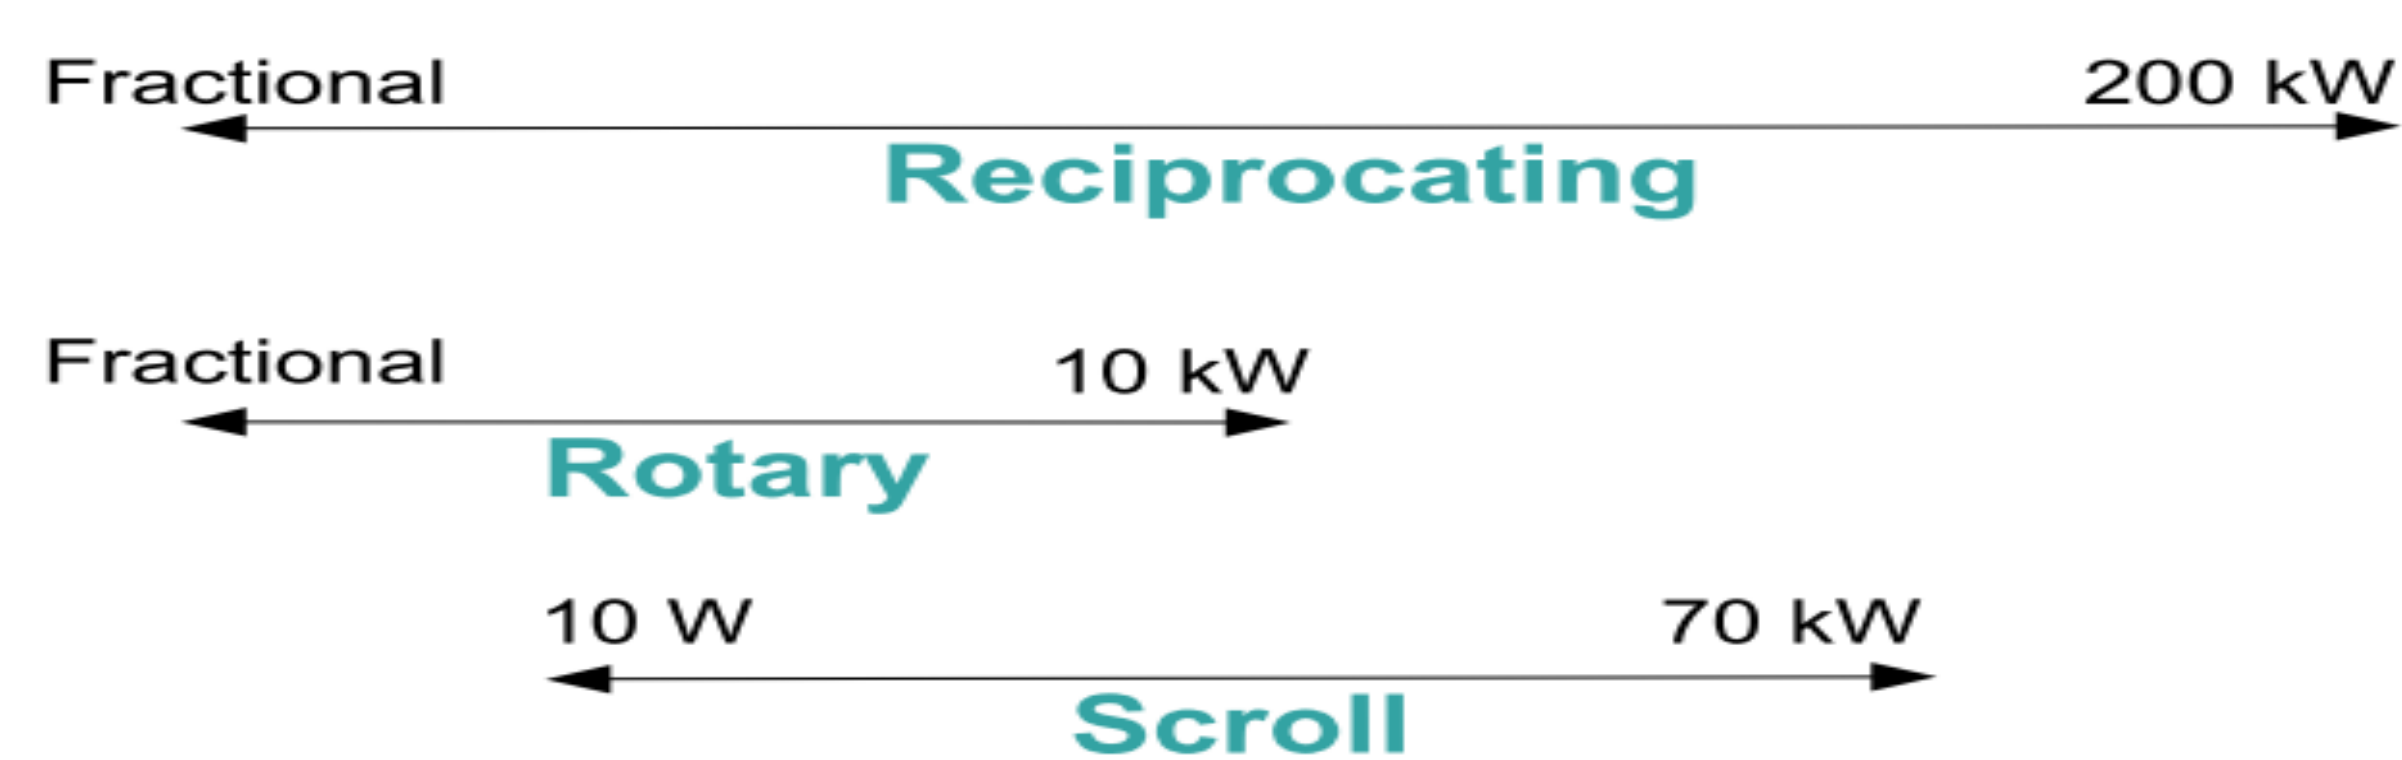 Fractional 200 kW
Reciprocating
Fractional 10 kW
Rotary
10 W 70 kW
Scroll